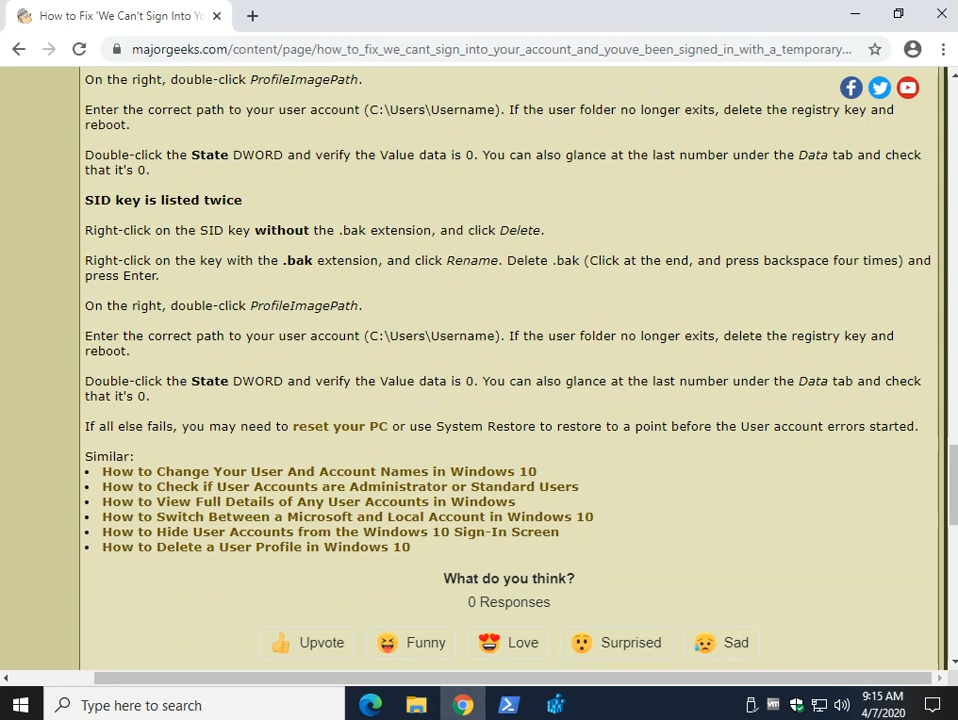 How to Fix 'We Can't Sign Into Yo
majorgeeks.com/content/page/how_to_fix_we_cant_sign_into_your_account_and_youve_been_signed_in_with_a_temporary...
On the right, double-click ProfileImagePath.
Enter the correct path to your user account (C:\Users\Username). If the user folder no longer exits, delete the registry key and
reboot.
Double-click the State DWORD and verify the Value data is 0. You can also glance at the last number under the Data tab and check
that it's 0.
SID key is listed twice
Right-click on the SID key without the .bak extension, and click Delete.
Right-click on the key with the .bak extension, and click Rename. Delete .bak (Click at the end, and press backspace four times) and
press Enter.
On the right, double-click ProfileImagePath.
Enter the correct path to your user account (C:\Users\Username). If the user folder no longer exits, delete the registry key and
reboot.
Double-click the State DWORD and verify the Value data is 0. You can also glance at the last number under the Data tab and check
that it's 0.
If all else fails, you may need to reset your PC or use System Restore to restore to a point before the User account errors started.
Similar:
• How to Change Your User And Account Names in Windows 10
• How to Check if User Accounts are Administrator or Standard Users
• How to View Full Details of Any User Accounts in Windows
• How to Switch Between a Microsoft and Local Account in Windows 10
• How to Hide User Accounts from the Windows 10 Sign-In Screen
• How to Delete a User Profile in Windows 10
What do you think?
0 Responses
Upvote Funny Love Surprised Sad
Type here to search
9:15 AM
4/7/2020